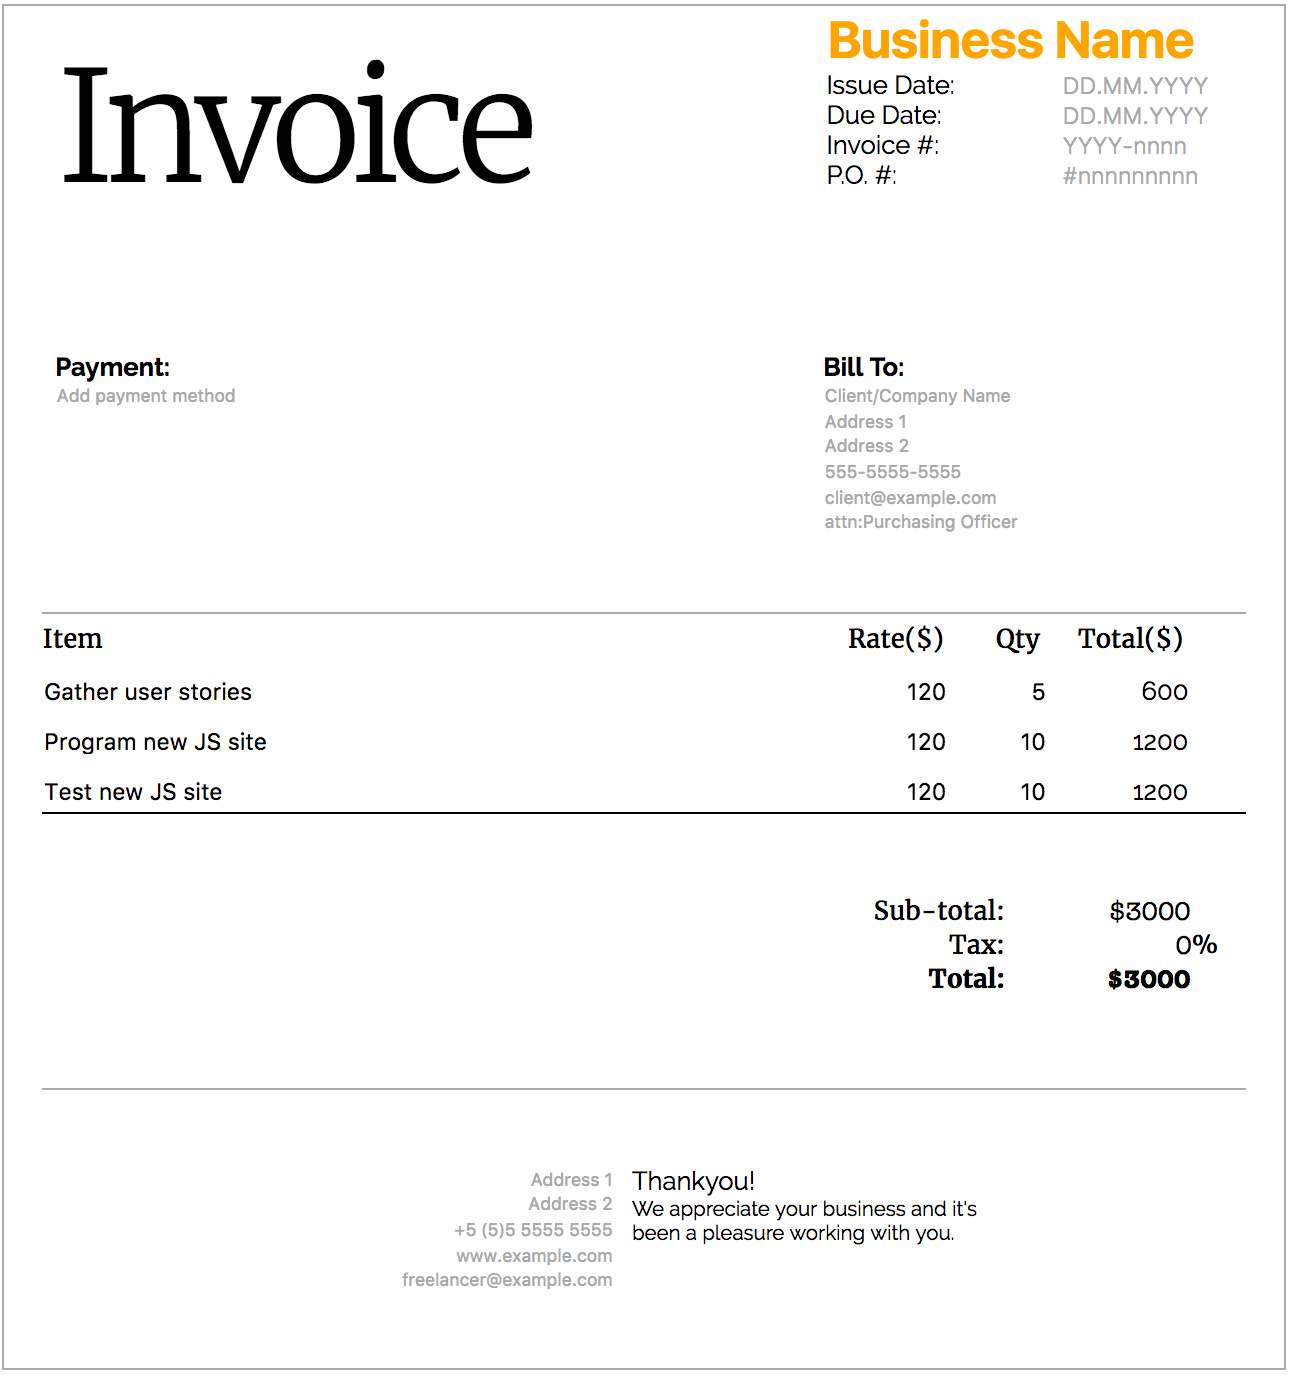 Invoice
Business Name
Issue Date: DD.MM.YYYY
Due Date: DD.MM.YYYY
Invoice #: YYYY-nnnn
P.O. #: #nnnnnnnnn
Payment:
Add payment method
Bill To:
Client/Company Name
Address 1
Address 2
555-5555-5555
client@example.com
attn:Purchasing Officer
Item Rate($) Qty Total($)
Gather user stories 120 5 600
Program new JS site 120 10 1200
Test new JS site 120 10 1200
Sub-total: $3000
Tax: 0%
Total: $3000
Address 1
Address 2
+5 (5)5 5555 5555
www.example.com
freelancer@example.com
Thankyou!
We appreciate your business and it's
been a pleasure working with you.